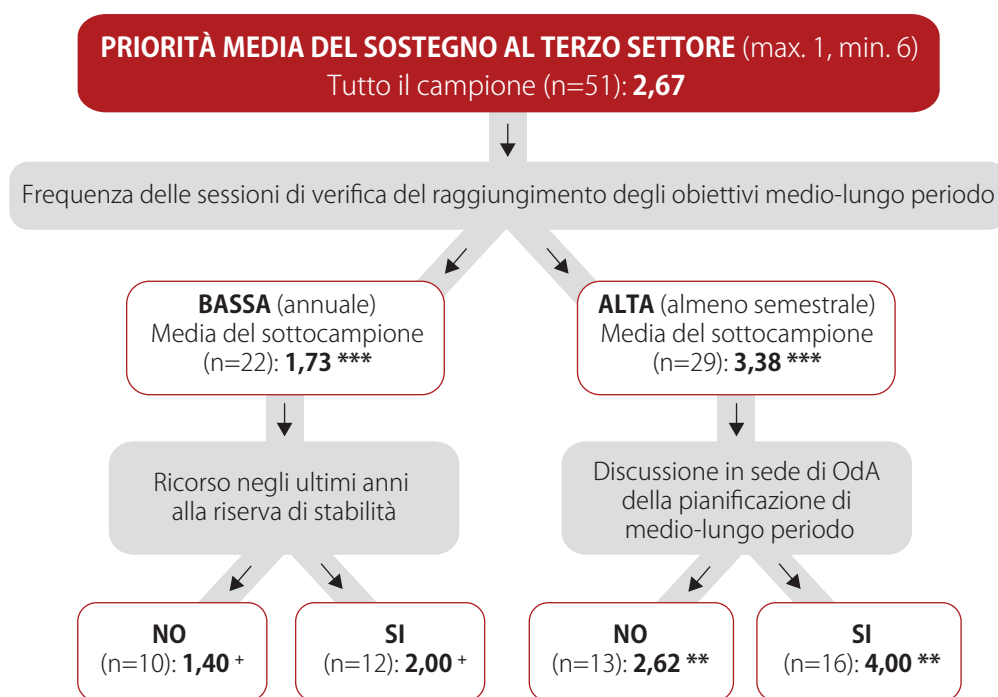 PRIORITÀ MEDIA DEL SOSTEGNO AL TERZO SETTORE (max. 1, min. 6)
Tutto il campione (n=51): 2,67
Frequenza delle sessioni di verifica del raggiungimento degli obiettivi medio-lungo periodo
BASSA (annuale)
Media del sottocampione
(n=22): 1,73 ***
ALTA (almeno semestrale)
Media del sottocampione
(n=29): 3,38 ***
Ricorso negli ultimi anni
alla riserva di stabilità
Discussione in sede di OdA
della pianificazione di
medio-lungo periodo
NO
(n=10): 1,40 +
SI
(n=12): 2,00 +
NO
(n=13): 2,62 **
SI
(n=16): 4,00 **